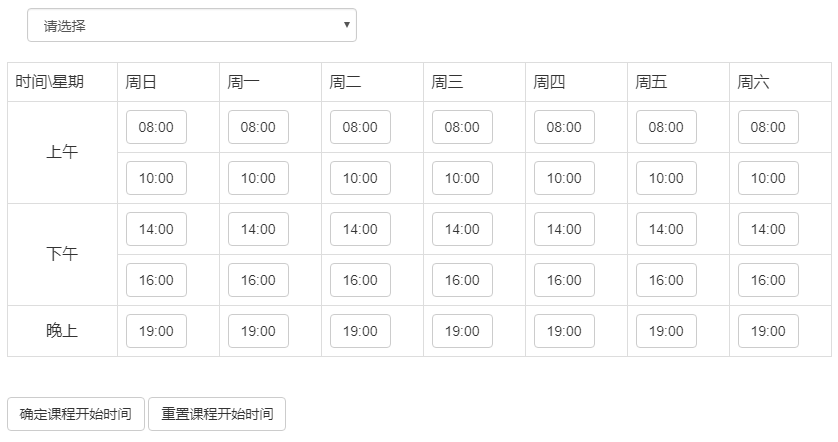 请选择
时间\星期 周日 周一 周二 周三 周四 周五 周六
上午 08:00 08:00 08:00 08:00 08:00 08:00 08:00
10:00 10:00 10:00 10:00 10:00 10:00 10:00
下午 14:00 14:00 14:00 14:00 14:00 14:00 14:00
16:00 16:00 16:00 16:00 16:00 16:00 16:00
晚上 19:00 19:00 19:00 19:00 19:00 19:00 19:00
确定课程开始时间 重置课程开始时间